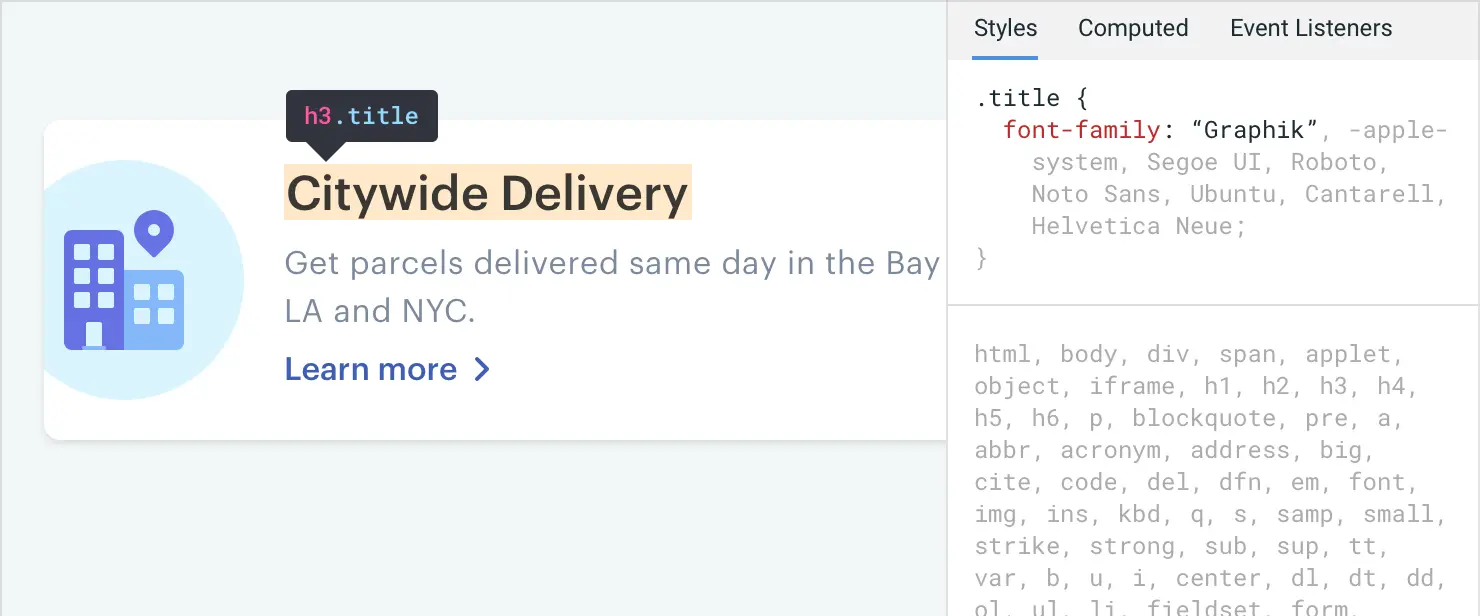 h3.title
Citywide Delivery
Get parcels delivered same day in the Bay
LA and NYC.
Learn more
Styles Computed Event Listeners
.title {
font-family: “Graphik”, -apple-
system, Segoe UI, Roboto,
Noto Sans, Ubuntu, Cantarell,
Helvetica Neue;
}
html, body, div, span, applet,
object, iframe, h1, h2, h3, h4,
h5, h6, p, blockquote, pre, a,
abbr, acronym, address, big,
cite, code, del, dfn, em, font,
img, ins, kbd, q, s, samp, small,
strike, strong, sub, sup, tt,
var, b, u, i, center, dl, dt, dd,
ol, ul, li, fieldset, form,